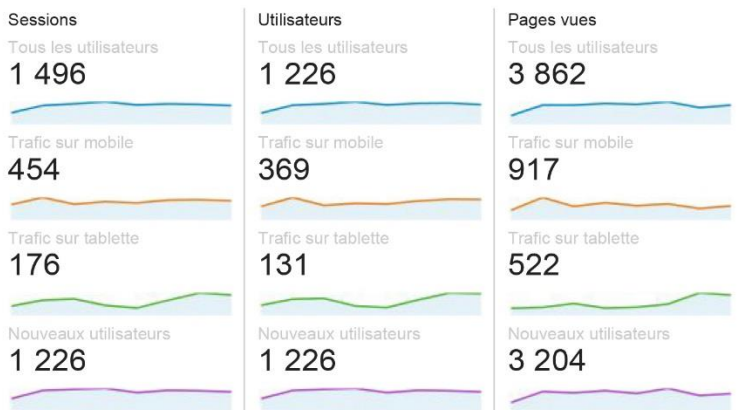 Sessions
Tous les utilisateurs
1 496
Trafic sur mobile
454
Trafic sur tablette
176
Nouveaux utilisateurs
1 226
Utilisateurs
Tous les utilisateurs
1 226
Trafic sur mobile
369
Trafic sur tablette
131
Nouveaux utilisateurs
1 226
Pages vues
Tous les utilisateurs
3 862
Trafic sur mobile
917
Trafic sur tablette
522
Nouveaux utilisateurs
3 204